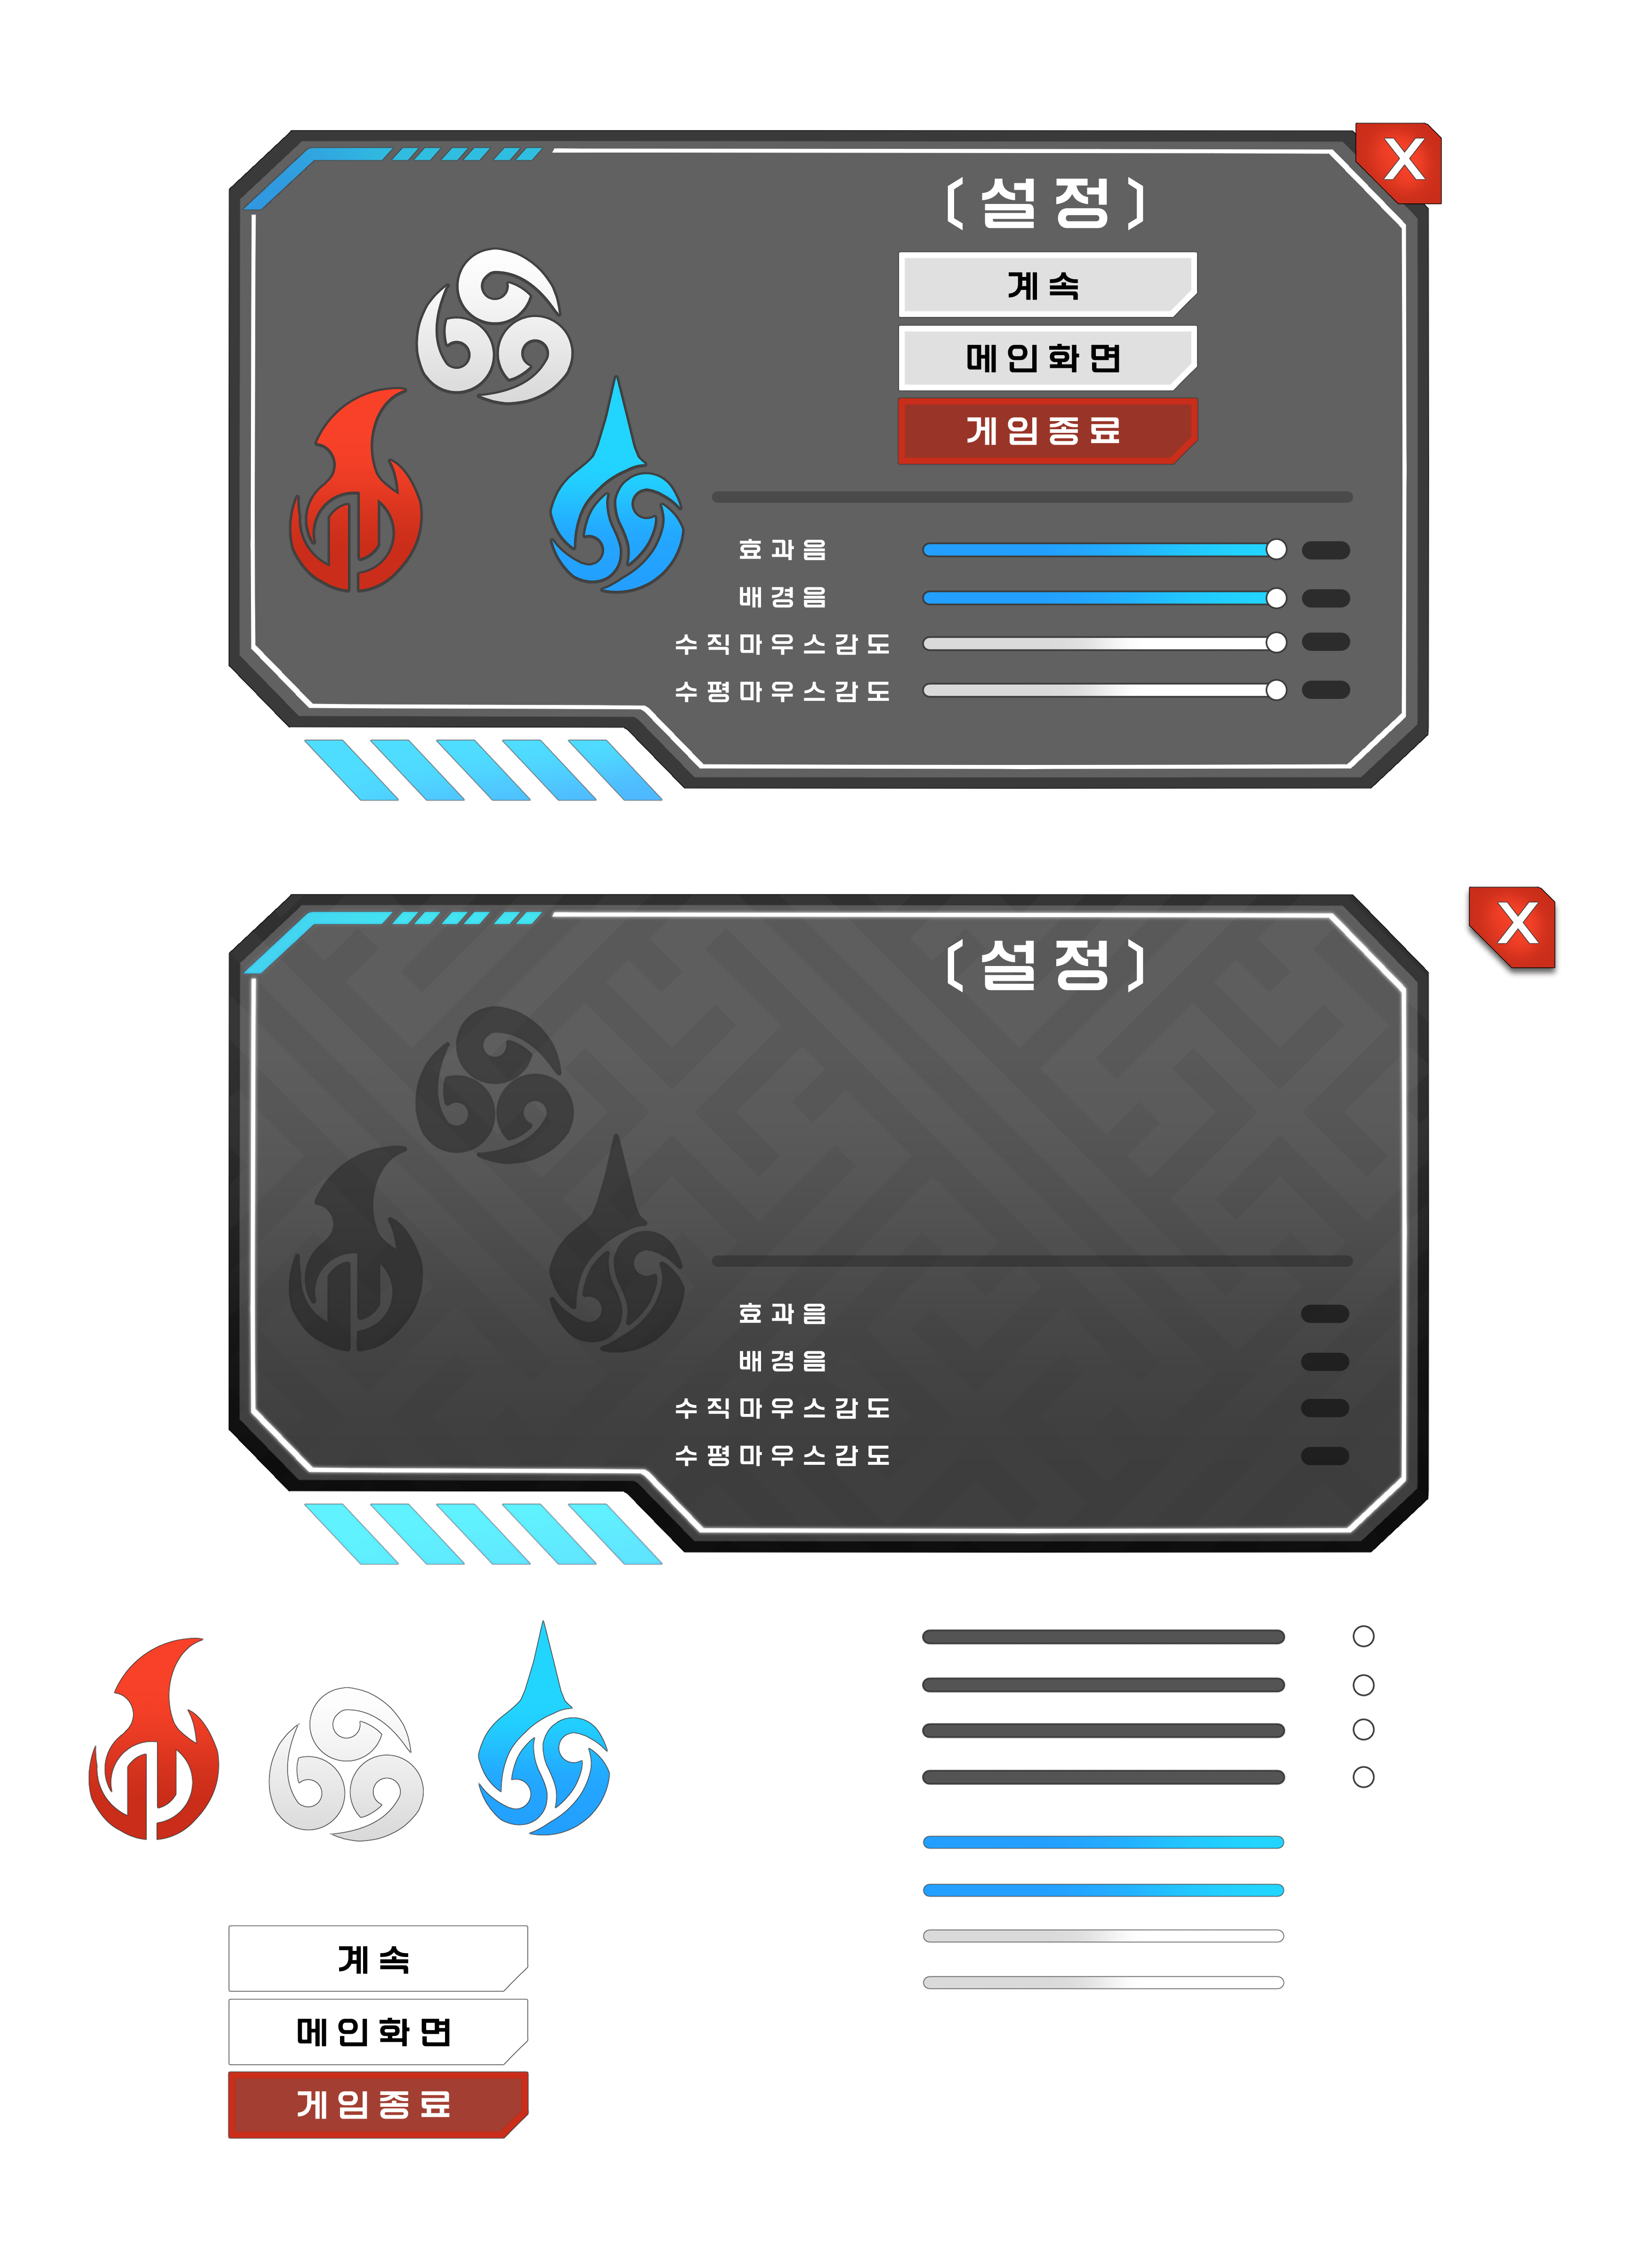 X
〔설정〕
계속
메인화면
게임종료
효과음
배경음
수직마우스감도
수평마우스감도
X
〔설정〕
효과음
배경음
수직마우스감도
수평마우스감도
계속
메인화면
게임종료